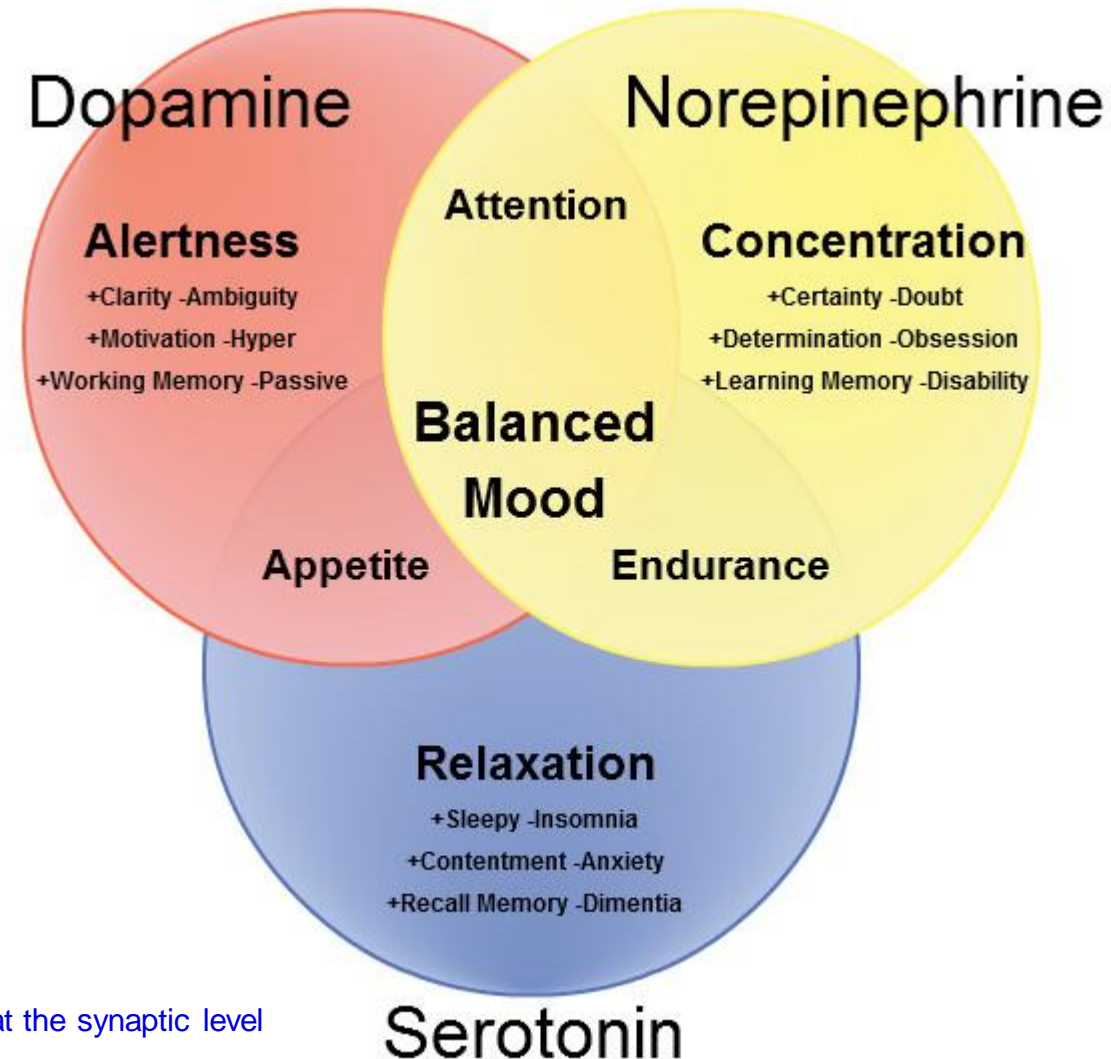 Dopamine
Norepinephrine
Attention
Alertness
+Clarity -Ambiguity
+Motivation -Hyper
+Working Memory -Passive
Concentration
+Certainty -Doubt
+Determination -Obsession
+Learning Memory -Disability
Balanced
Mood
Appetite
Endurance
Relaxation
+Sleepy -Insomnia
+Contentment -Anxiety
+Recall Memory -Dimentia
at the synaptic level
Serotonin